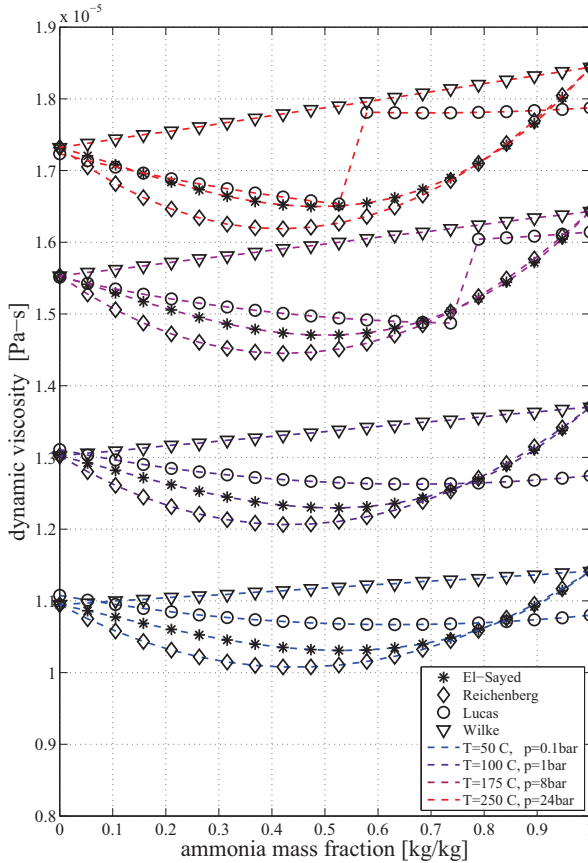 x 10⁻⁵
1.9
1.8
1.7
1.6
1.5
1.4
1.3
1.2
1.1
1
0.9
0.8
dynamic viscosity [Pa−s]
El−Sayed
Reichenberg
Lucas
Wilke
T=50 C, p=0.1bar
T=100 C, p=1bar
T=175 C, p=8bar
T=250 C, p=24bar
0 0.1 0.2 0.3 0.4 0.5 0.6 0.7 0.8 0.9
ammonia mass fraction [kg/kg]